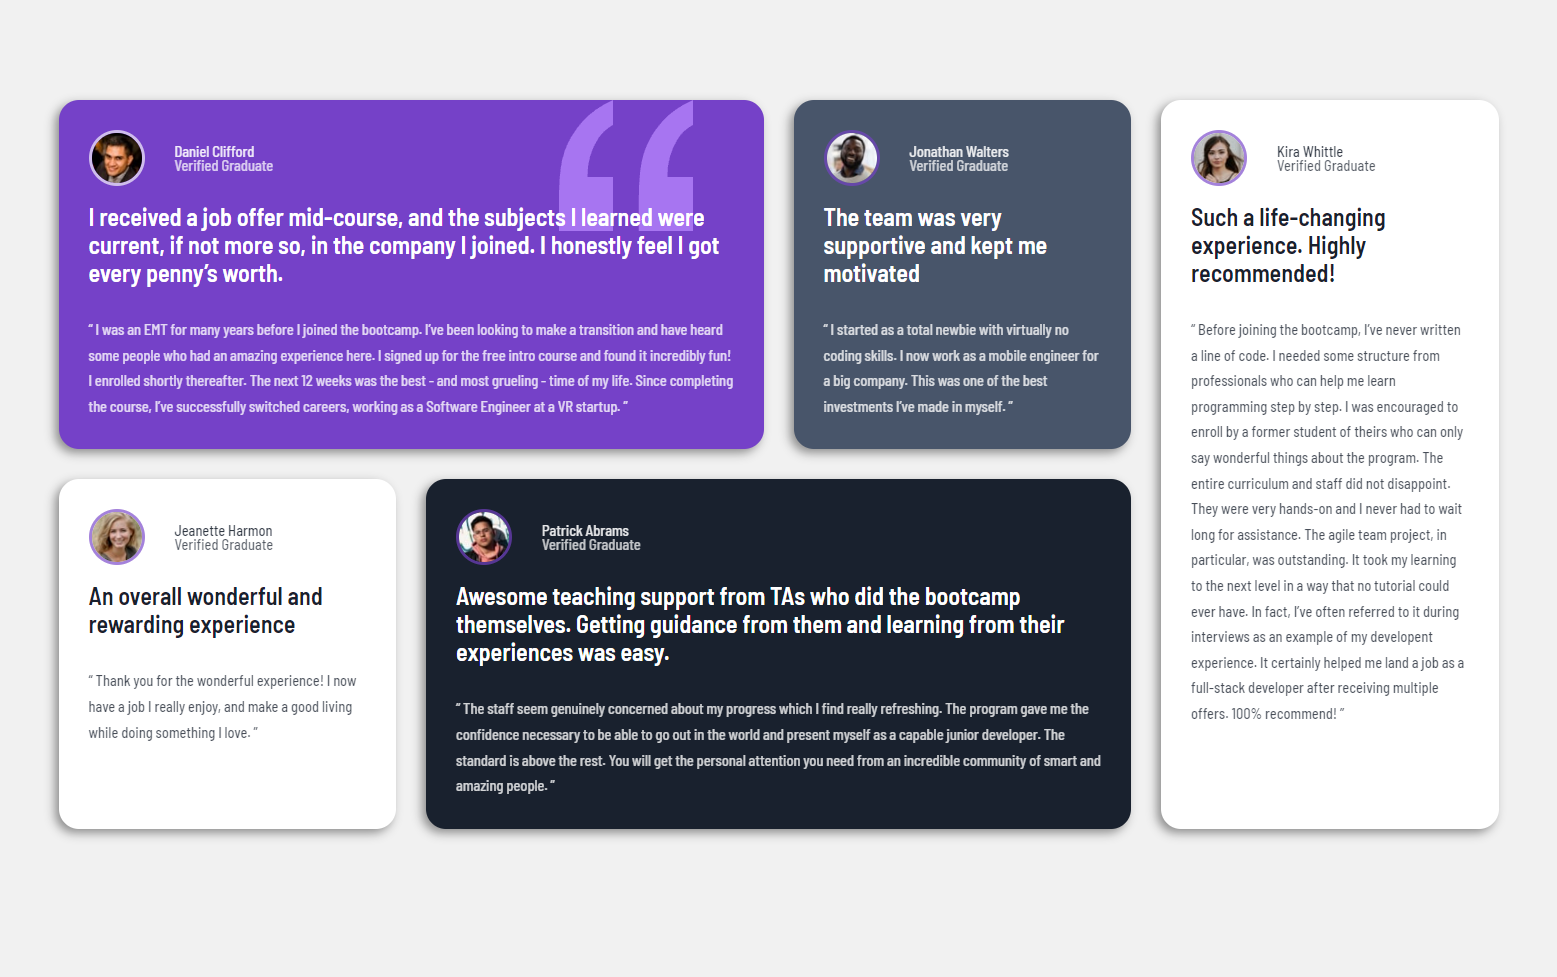 Daniel Clifford
Verified Graduate
I received a job offer mid-course, and the subjects I learned were
current, if not more so, in the company I joined. I honestly feel I got
every penny’s worth.
“ I was an EMT for many years before I joined the bootcamp. I’ve been looking to make a transition and have heard
some people who had an amazing experience here. I signed up for the free intro course and found it incredibly fun!
I enrolled shortly thereafter. The next 12 weeks was the best - and most grueling - time of my life. Since completing
the course, I’ve successfully switched careers, working as a Software Engineer at a VR startup. ”
Jonathan Walters
Verified Graduate
The team was very
supportive and kept me
motivated
“ I started as a total newbie with virtually no
coding skills. I now work as a mobile engineer for
a big company. This was one of the best
investments I’ve made in myself. ”
Kira Whittle
Verified Graduate
Such a life-changing
experience. Highly
recommended!
“ Before joining the bootcamp, I’ve never written
a line of code. I needed some structure from
professionals who can help me learn
programming step by step. I was encouraged to
enroll by a former student of theirs who can only
say wonderful things about the program. The
entire curriculum and staff did not disappoint.
They were very hands-on and I never had to wait
long for assistance. The agile team project, in
particular, was outstanding. It took my learning
to the next level in a way that no tutorial could
ever have. In fact, I’ve often referred to it during
interviews as an example of my developent
experience. It certainly helped me land a job as a
full-stack developer after receiving multiple
offers. 100% recommend! ”
Jeanette Harmon
Verified Graduate
An overall wonderful and
rewarding experience
“ Thank you for the wonderful experience! I now
have a job I really enjoy, and make a good living
while doing something I love. ”
Patrick Abrams
Verified Graduate
Awesome teaching support from TAs who did the bootcamp
themselves. Getting guidance from them and learning from their
experiences was easy.
“ The staff seem genuinely concerned about my progress which I find really refreshing. The program gave me the
confidence necessary to be able to go out in the world and present myself as a capable junior developer. The
standard is above the rest. You will get the personal attention you need from an incredible community of smart and
amazing people. ”